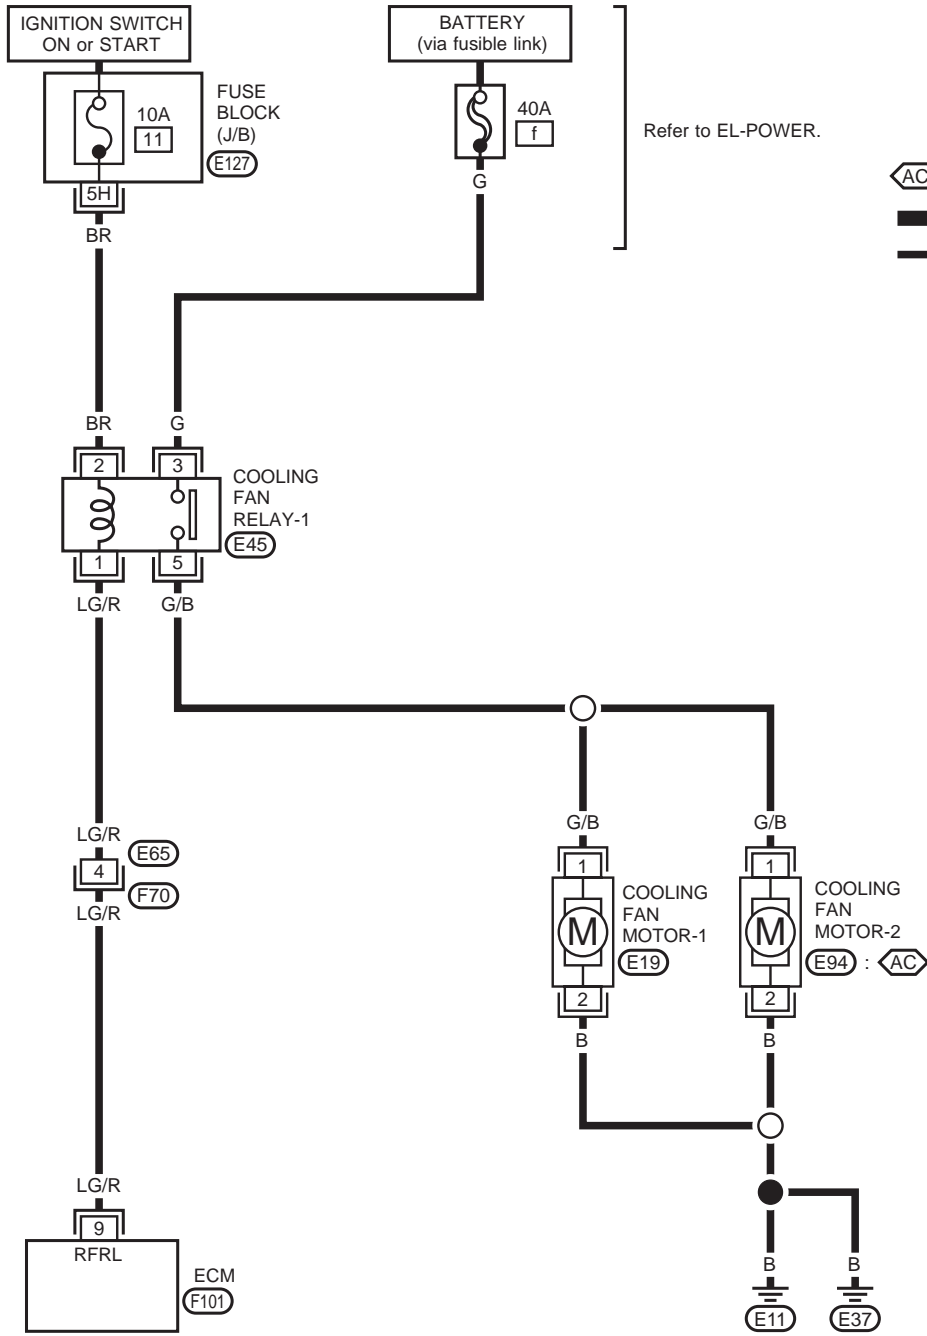 IGNITION SWITCH
ON or START
BATTERY
(via fusible link)
10A
11
FUSE
BLOCK
(J/B)
E127
40A
f
Refer to EL-POWER.
5H
G
AC
BR
BR
G
2
3
COOLING
FAN
RELAY-1
E45
1
5
LG/R
G/B
LG/R
E65
4
F70
LG/R
G/B
G/B
1
1
COOLING
FAN
MOTOR-1
E19
M
COOLING
FAN
MOTOR-2
E94 : AC
M
2
2
B
B
LG/R
9
RFRL
ECM
F101
B
B
E11
E37